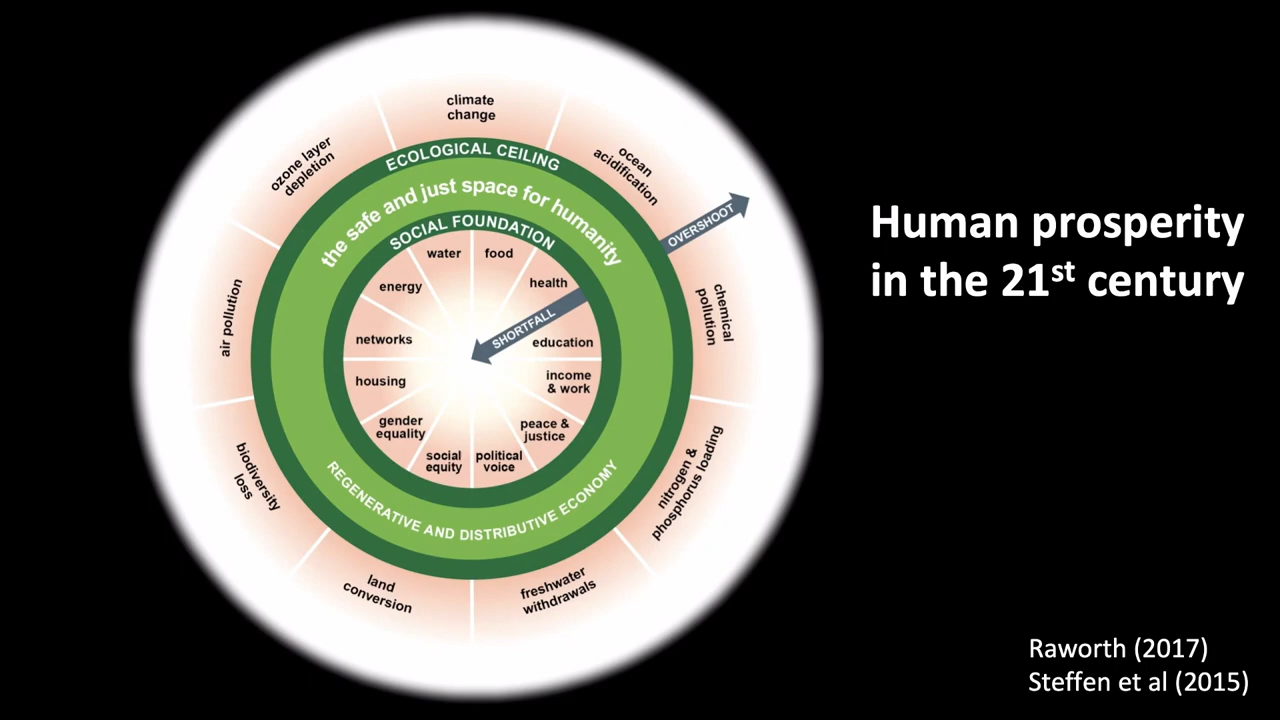 climate
change
ozone layer
depletion
ocean
acidification
ECOLOGICAL CEILING
the safe and just space for humanity
SOCIAL FOUNDATION
OVERSHOOT
water
food
energy
health
SHORTFALL
networks
education
housing
income
& work
gender
equality
peace &
justice
social
equity
political
voice
REGENERATIVE AND DISTRIBUTIVE ECONOMY
air pollution
chemical
pollution
biodiversity
loss
nitrogen &
phosphorus loading
land
conversion
freshwater
withdrawals
Human prosperity
in the 21st century
Raworth (2017)
Steffen et al (2015)